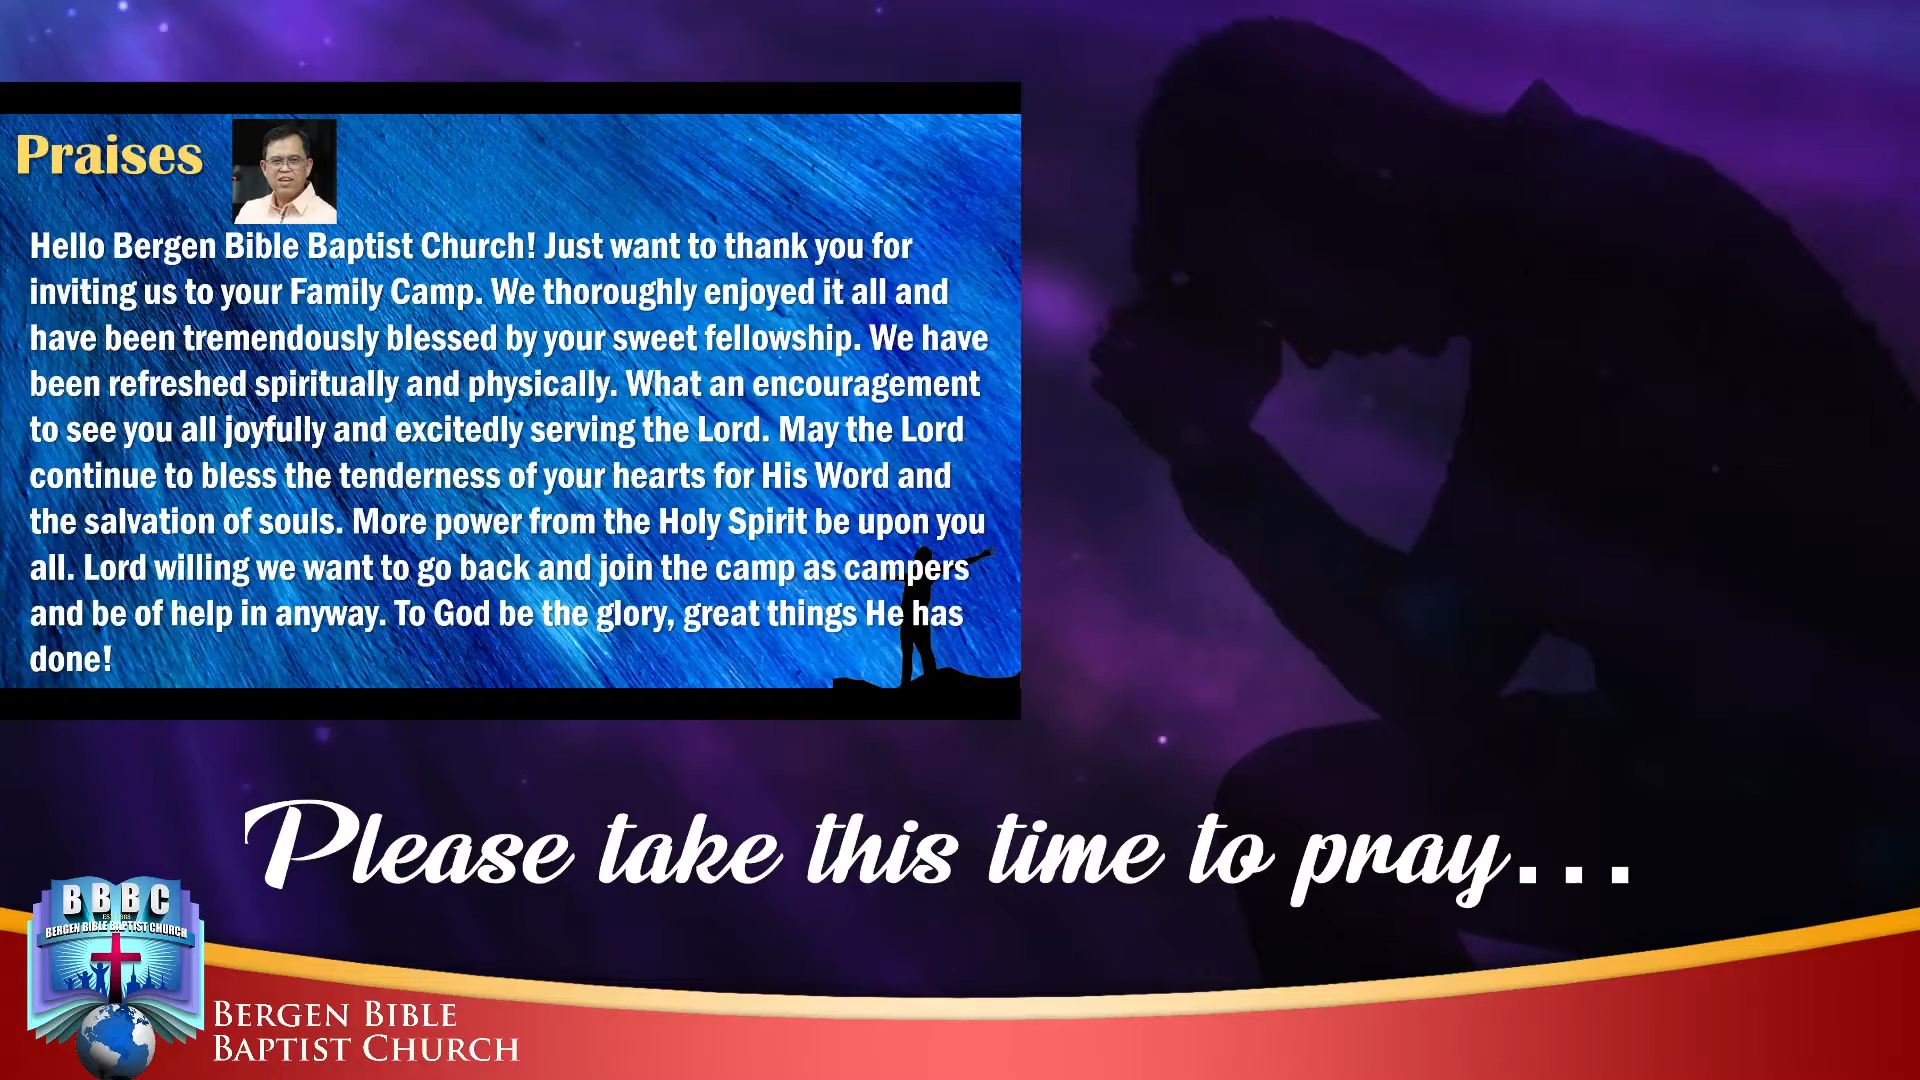 Praises
Hello Bergen Bible Baptist Church! Just want to thank you for
inviting us to your Family Camp. We thoroughly enjoyed it all and
have been tremendously blessed by your sweet fellowship. We have
been refreshed spiritually and physically. What an encouragement
to see you all joyfully and excitedly serving the Lord. May the Lord
continue to bless the tenderness of your hearts for His Word and
the salvation of souls. More power from the Holy Spirit be upon you
all. Lord willing we want to go back and join the camp as campers
and be of help in anyway. To God be the glory, great things He has
done!
Please take this time to pray...
BBBC
BERGEN BIBLE BAPTIST CHURCH
BERGEN BIBLE
BAPTIST CHURCH